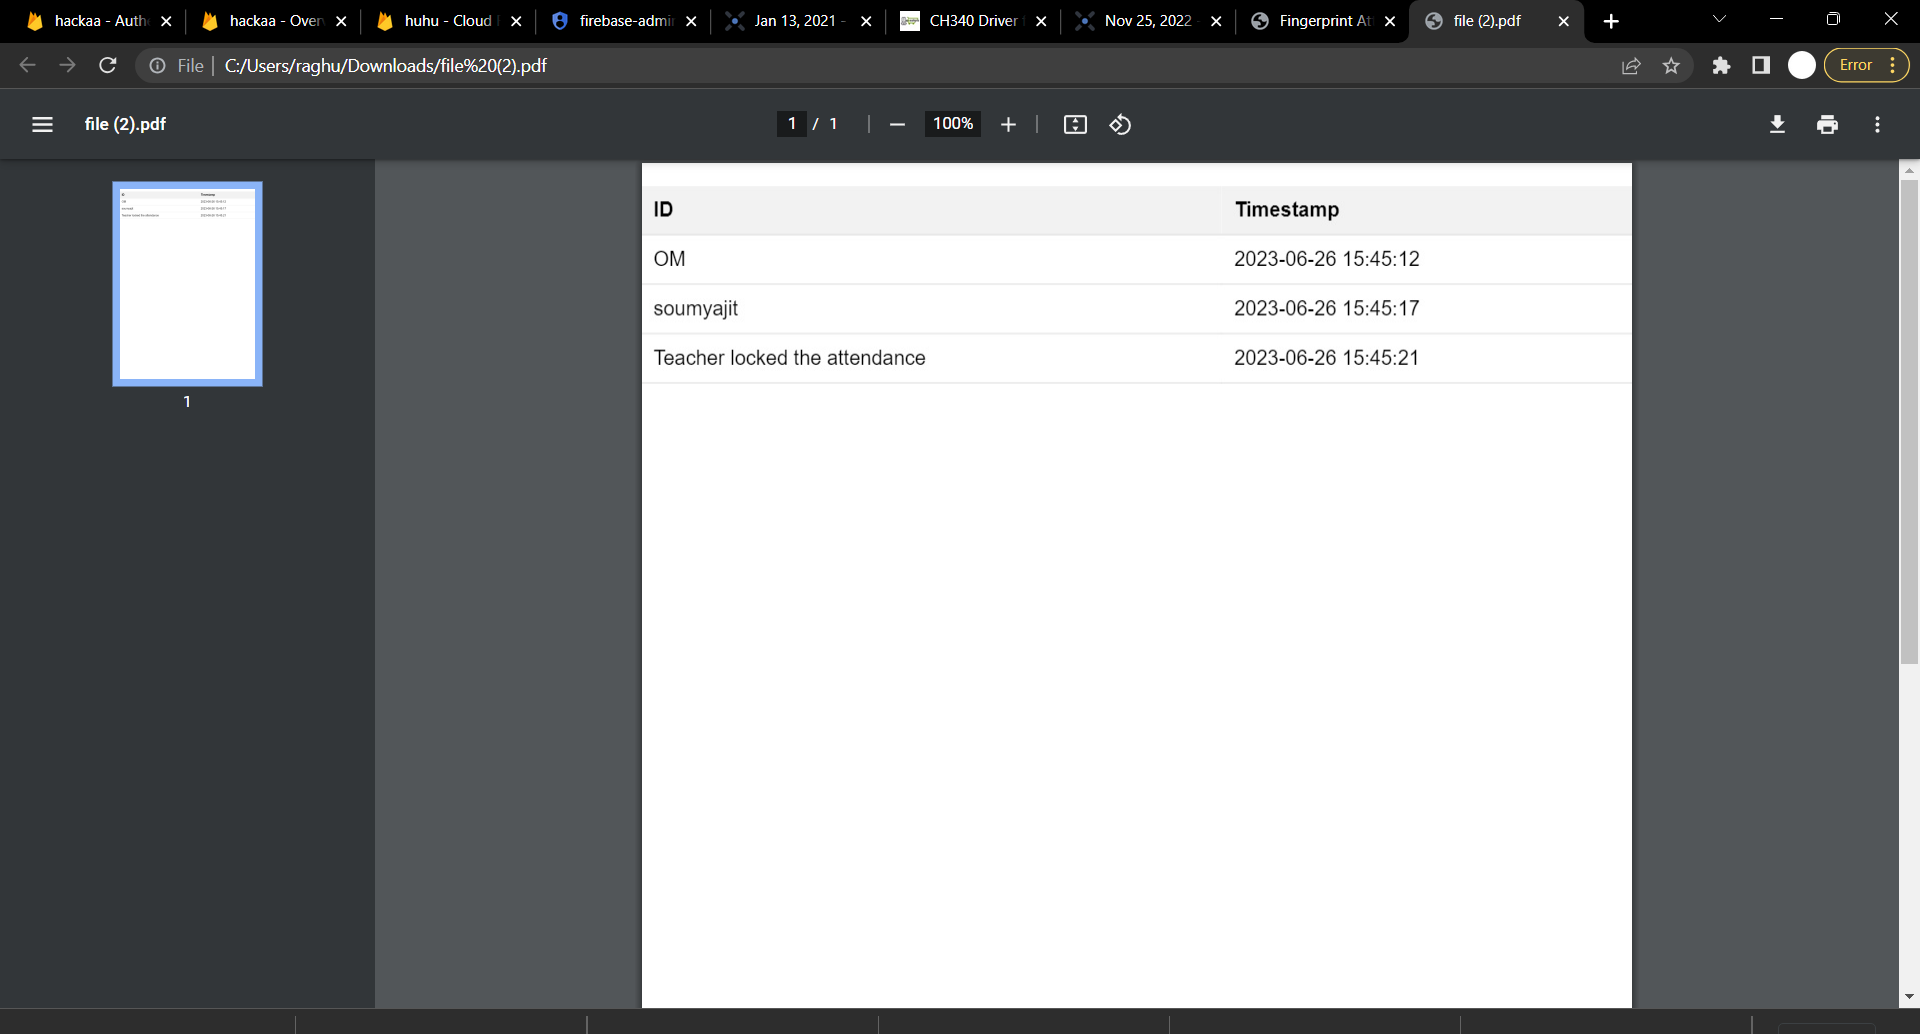 hackaa - Auth
hackaa - Over
huhu - Cloud
firebase-admin
Jan 13, 2021 -
CH340 Driver
Nov 25, 2022
Fingerprint At
file (2).pdf
File
C:/Users/raghu/Downloads/file%20(2).pdf
Error
file (2).pdf
1 / 1
100%
ID Timestamp
OM 2023-06-26 15:45:12
soumyajit 2023-06-26 15:45:17
Teacher locked the attendance 2023-06-26 15:45:21
1